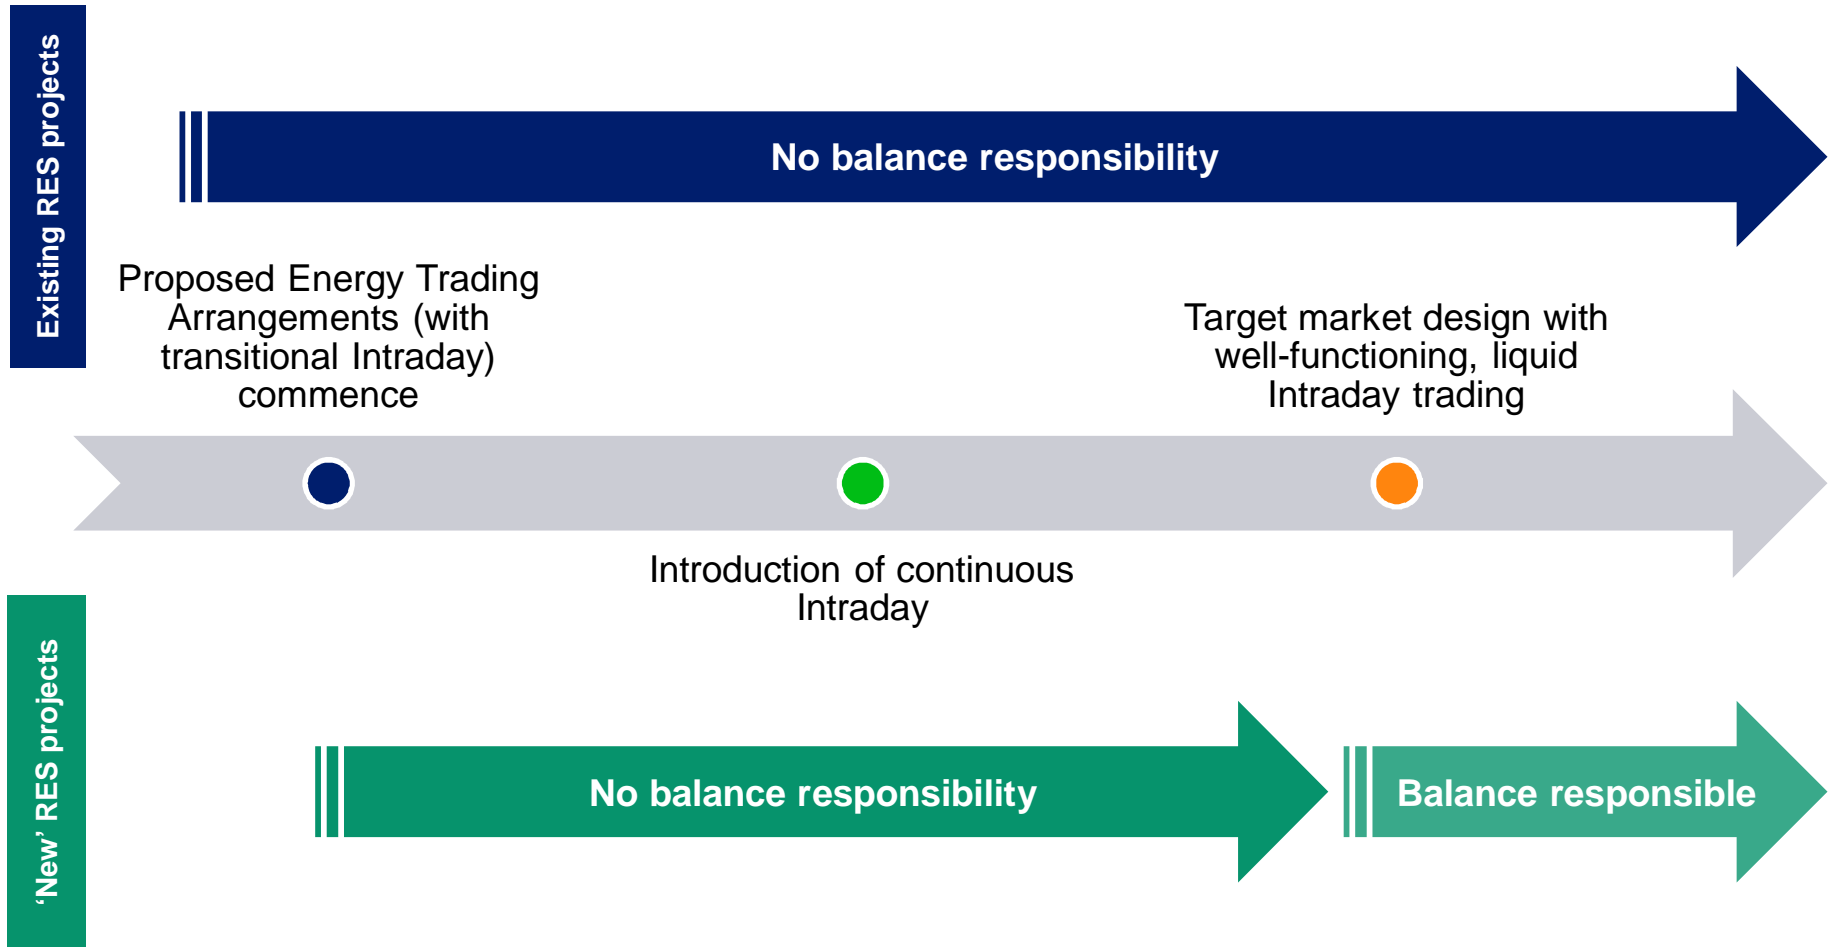 Existing RES projects
No balance responsibility
Proposed Energy Trading
Arrangements (with
transitional Intraday)
commence
Target market design with
well-functioning, liquid
Intraday trading
Introduction of continuous
Intraday
‘New’ RES projects
No balance responsibility
Balance responsible